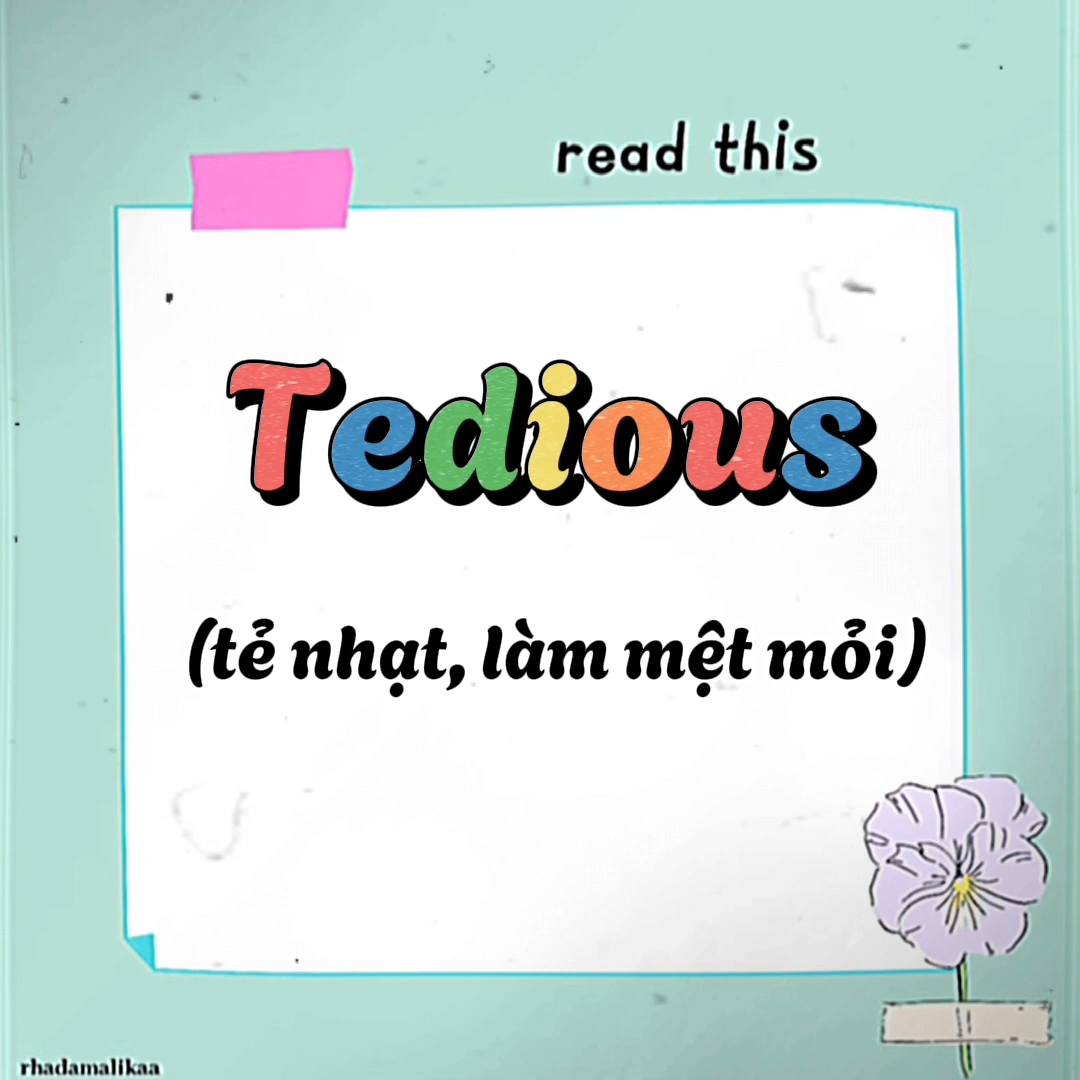 read this
Tedious
(tẻ nhạt, làm mệt mỏi)
rhadamalikaa